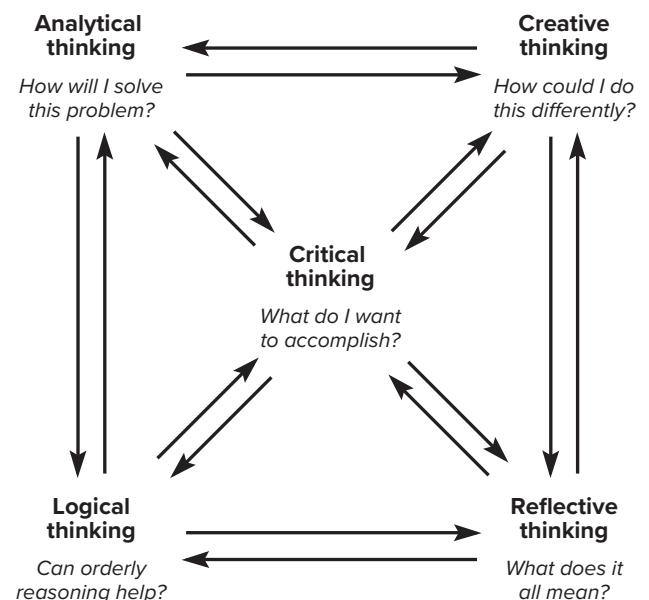 Analytical
thinking
How will I solve
this problem?
Creative
thinking
How could I do
this differently?
Critical
thinking
What do I want
to accomplish?
Logical
thinking
Can orderly
reasoning help?
Reflective
thinking
What does it
all mean?